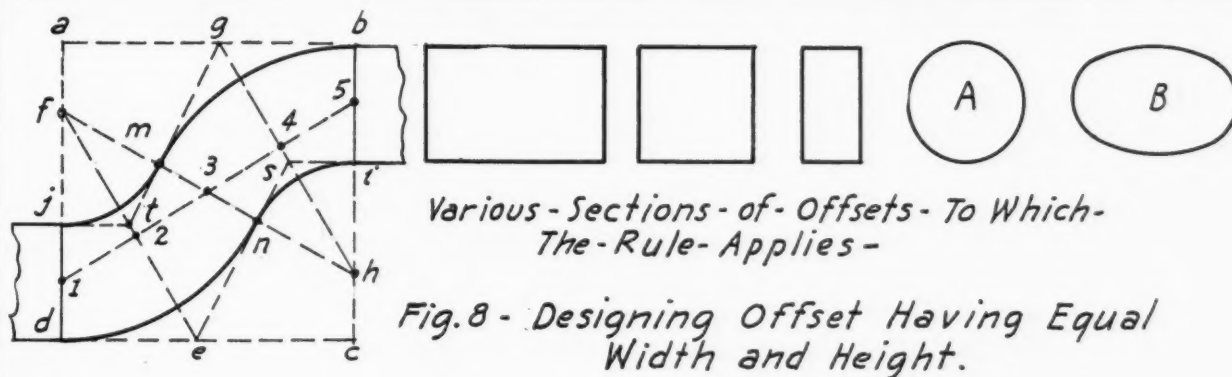 a g b
f m 4 5
3 s i
j t 2 n
1 h
d e c
A B
Various-Sections-of-Offsets-To Which-
The-Rule-Applies-
Fig. 8 - Designing Offset Having Equal
Width and Height.